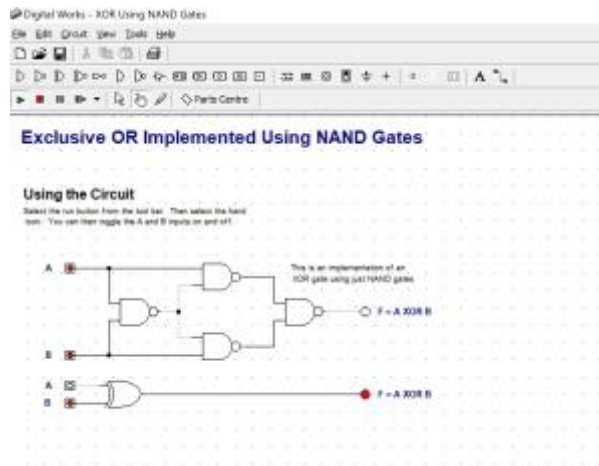 Digital Works - XOR Using NAND Gates
File Edit Circuit View Tools Help
A
Parts Centre
Exclusive OR Implemented Using NAND Gates
Using the Circuit
Select the run button from the tool bar. Then select the hand
icon. You can then toggle the A and B inputs on and off.
A
This is an implementation of an
XOR gate using just NAND gates
F = A XOR B
B
A
F = A XOR B
B